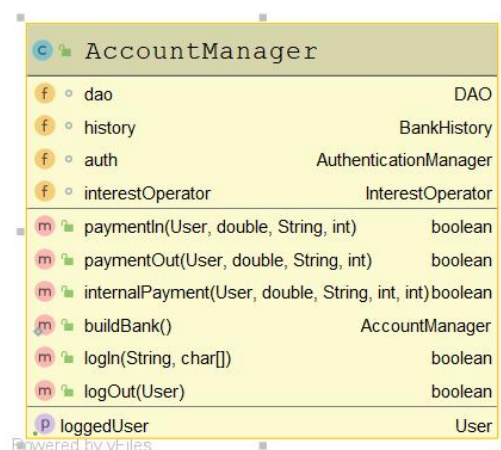 C AccountManager
f dao DAO
f history BankHistory
f auth AuthenticationManager
f interestOperator InterestOperator
m paymentIn(User, double, String, int) boolean
m paymentOut(User, double, String, int) boolean
m internalPayment(User, double, String, int, int) boolean
m buildBank() AccountManager
m logIn(String, char[]) boolean
m logOut(User) boolean
P loggedUser User
Powered by yFiles